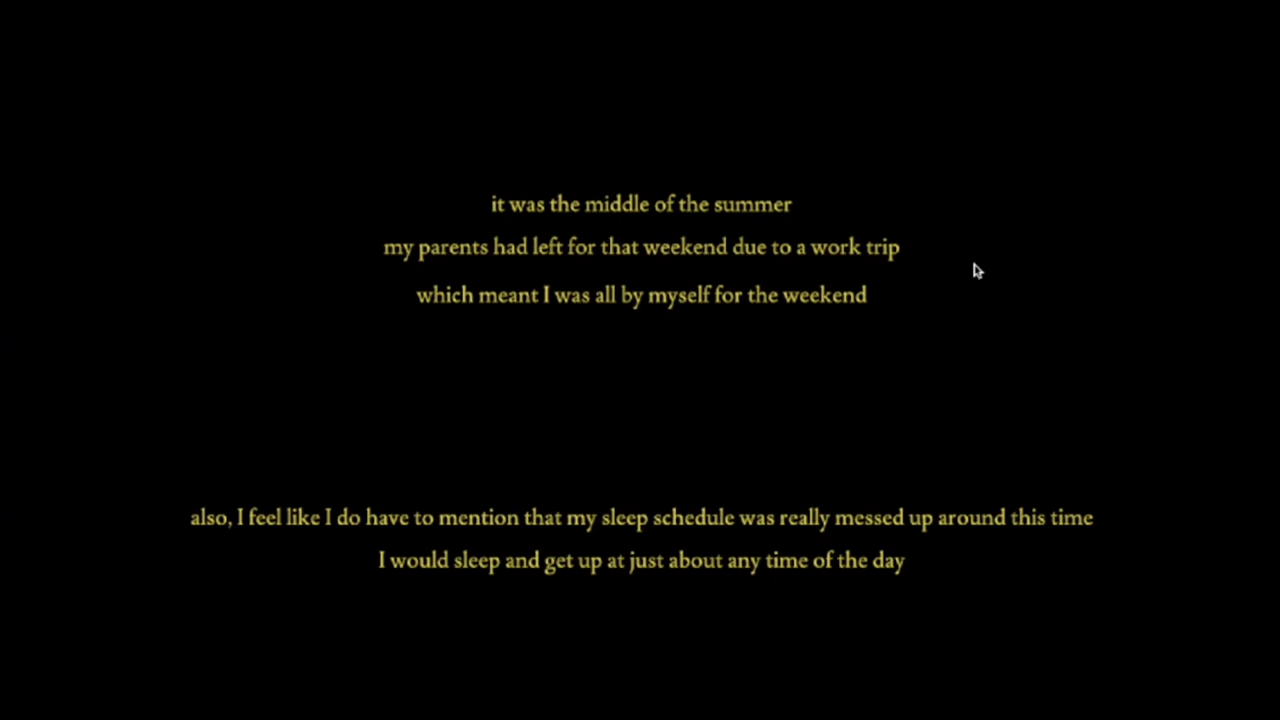 it was the middle of the summer
my parents had left for that weekend due to a work trip
which meant I was all by myself for the weekend
also, I feel like I do have to mention that my sleep schedule was really messed up around this time
I would sleep and get up at just about any time of the day